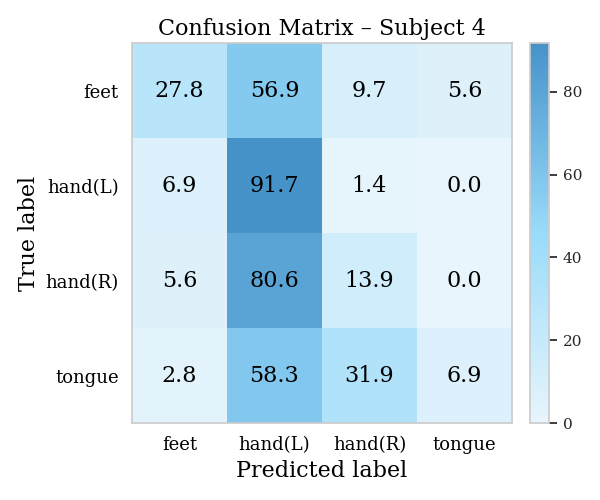 Confusion Matrix – Subject 4
feet 27.8 56.9 9.7 5.6
hand(L) 6.9 91.7 1.4 0.0
hand(R) 5.6 80.6 13.9 0.0
tongue 2.8 58.3 31.9 6.9
feet hand(L) hand(R) tongue
Predicted label
True label
80
60
40
20
0